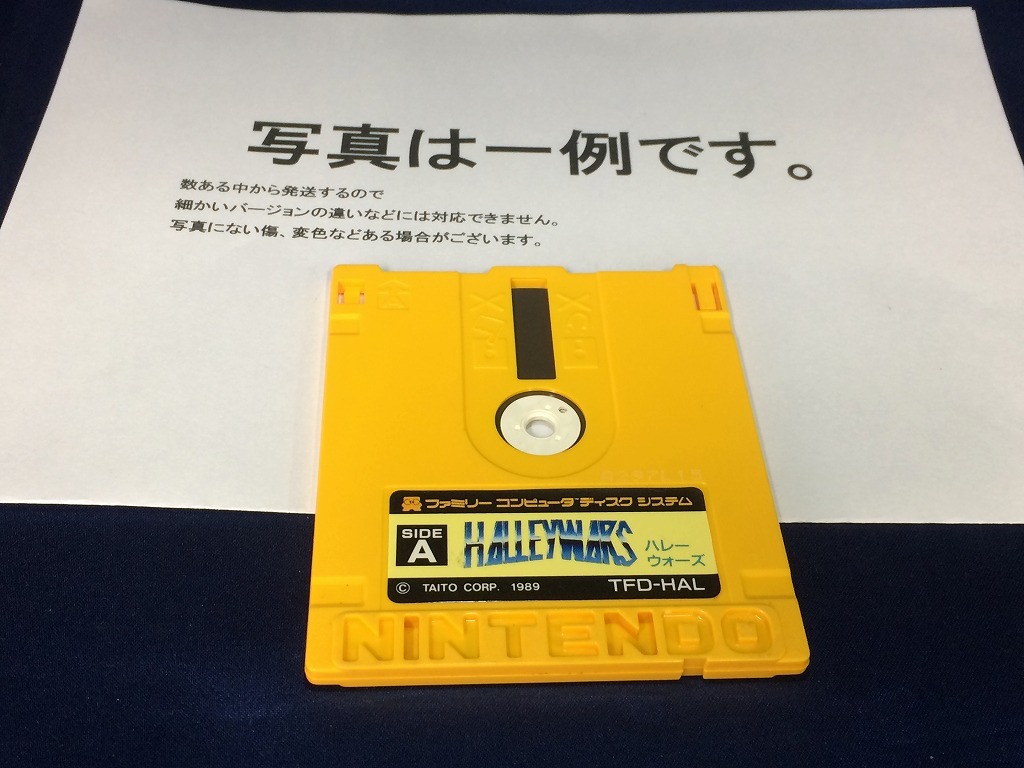 写真は一例です。
数ある中から発送するので
細かいバージョンの違いなどには対応できません。
写真にない傷、変色などある場合がございます。
ファミリー コンピュータ ディスク システム
SIDE A
HALLEYWARS
ハレー
ウォーズ
© TAITO CORP. 1989
TFD-HAL
NINTENDO